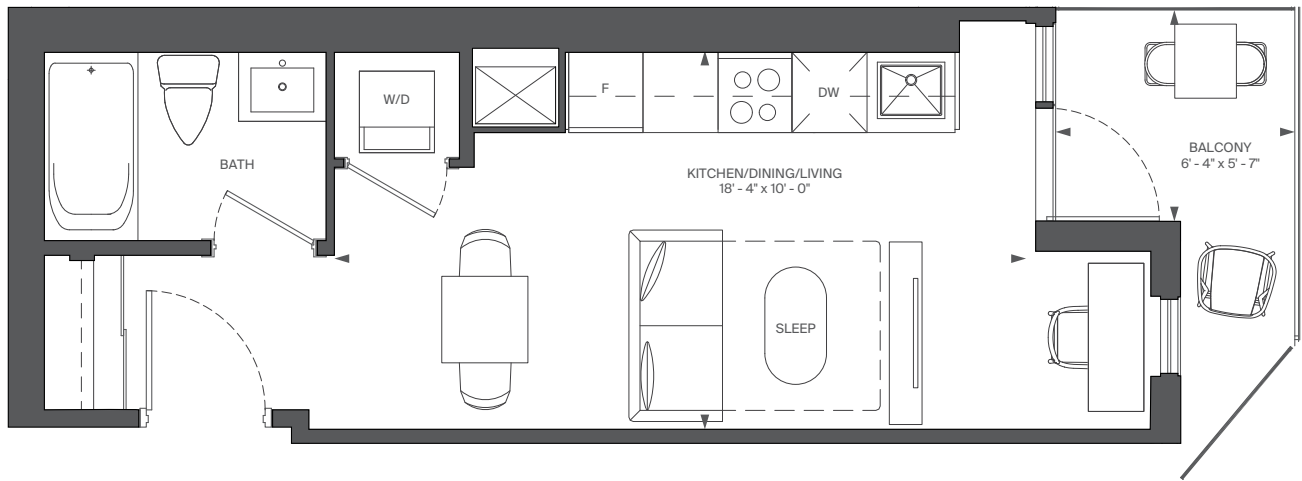 W/D
F
DW
BATH
KITCHEN/DINING/LIVING
18' - 4" x 10' - 0"
BALCONY
6' - 4" x 5' - 7"
SLEEP